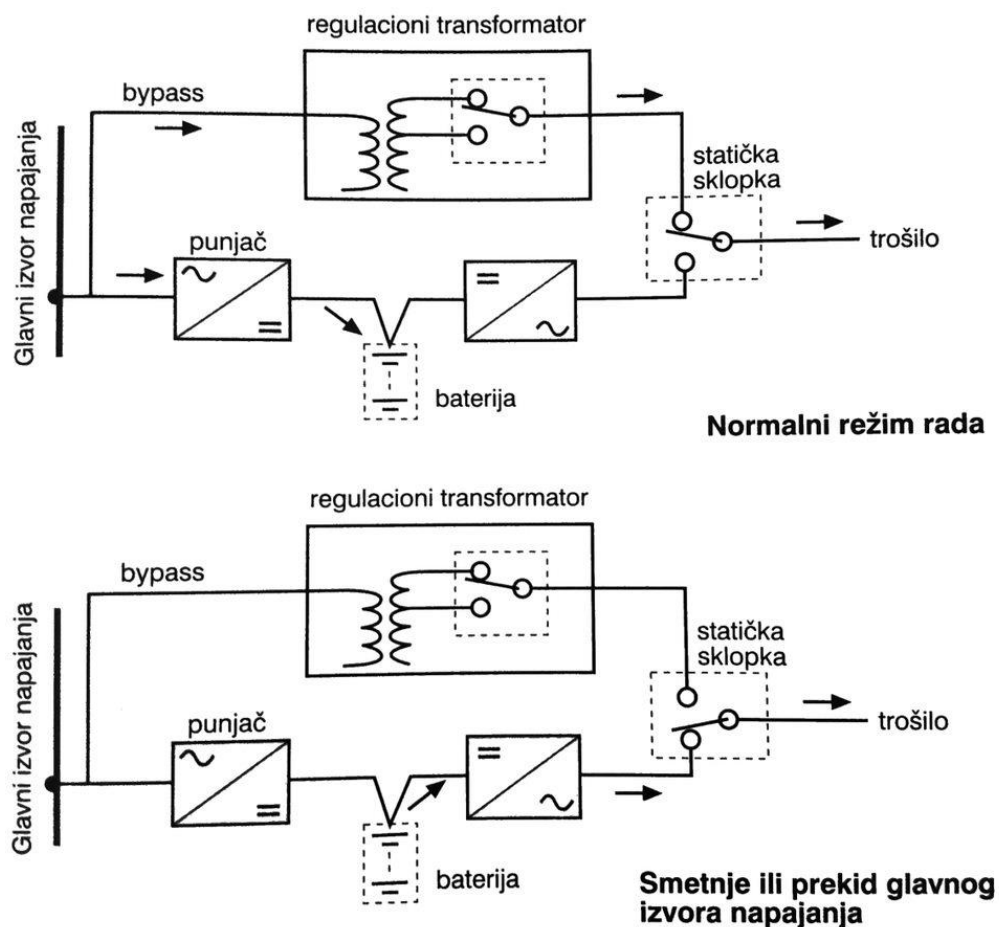 regulacioni transformator
bypass
Glavni izvor napajanja
statička
sklopka
punjač
trošilo
baterija
Normalni režim rada
regulacioni transformator
bypass
Glavni izvor napajanja
statička
sklopka
punjač
trošilo
baterija
Smetnje ili prekid glavnog
izvora napajanja